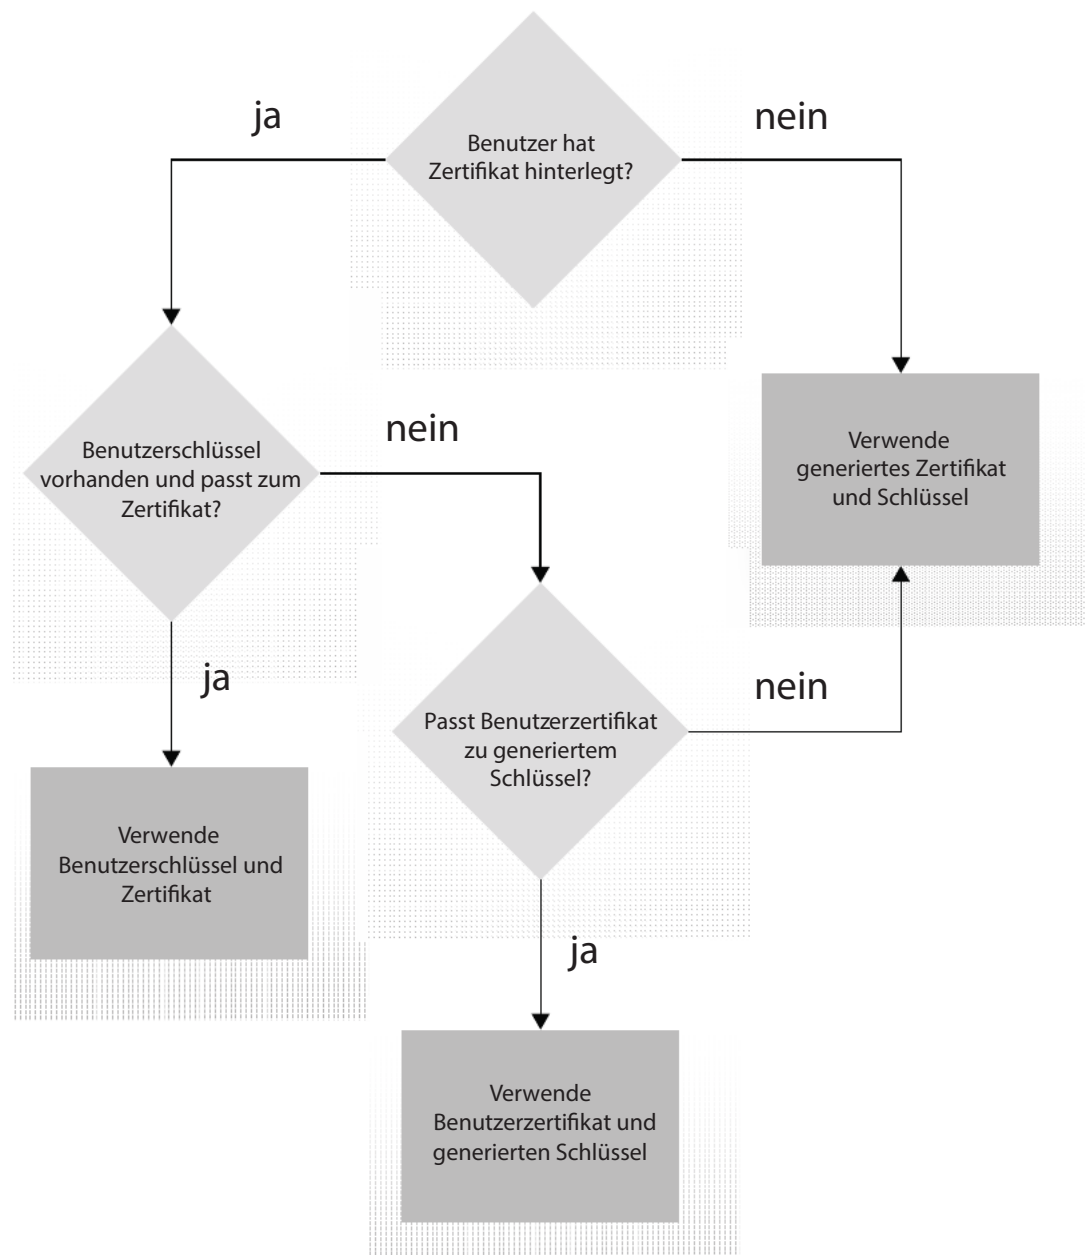 ja
nein
Benutzer hat
Zertifikat hinterlegt?
nein
Benutzerschlüssel
vorhanden und passt zum
Zertifikat?
Verwende
generiertes Zertifikat
und Schlüssel
ja
nein
Passt Benutzerzertifikat
zu generiertem
Schlüssel?
Verwende
Benutzerschlüssel und
Zertifikat
ja
Verwende
Benutzerzertifikat und
generierten Schlüssel